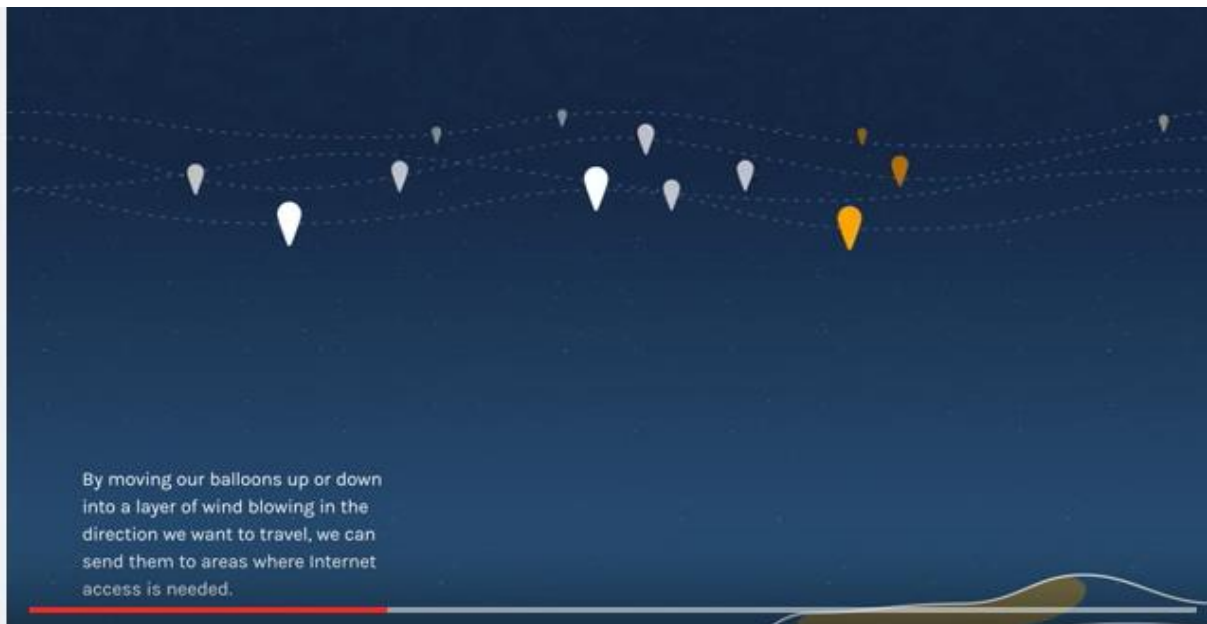 By moving our balloons up or down
into a layer of wind blowing in the
direction we want to travel, we can
send them to areas where Internet
access is needed.